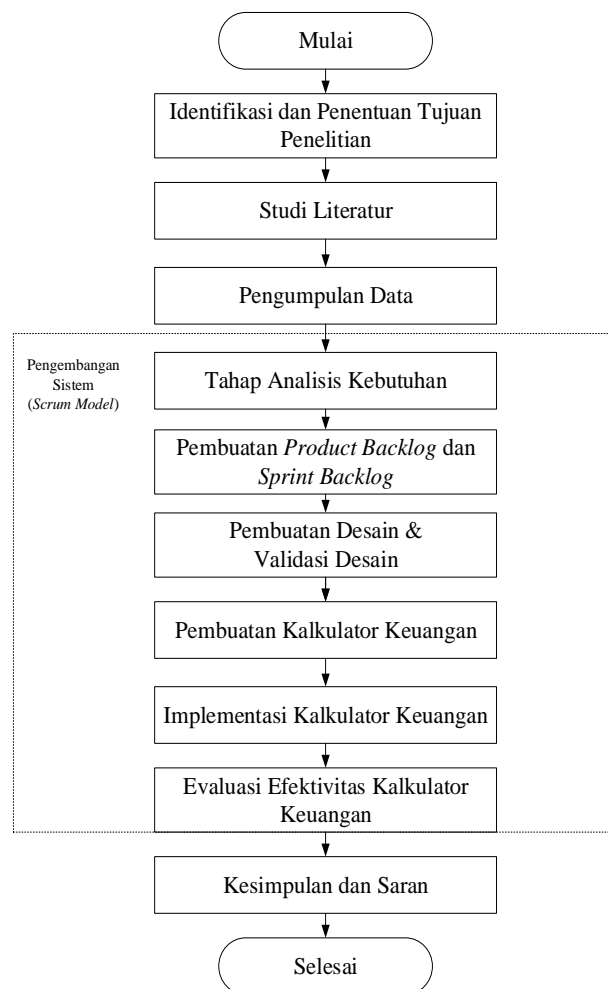 Mulai
Identifikasi dan Penentuan Tujuan
Penelitian
Studi Literatur
Pengumpulan Data
Pengembangan
Sistem
(Scrum Model)
Tahap Analisis Kebutuhan
Pembuatan Product Backlog dan
Sprint Backlog
Pembuatan Desain &
Validasi Desain
Pembuatan Kalkulator Keuangan
Implementasi Kalkulator Keuangan
Evaluasi Efektivitas Kalkulator
Keuangan
Kesimpulan dan Saran
Selesai